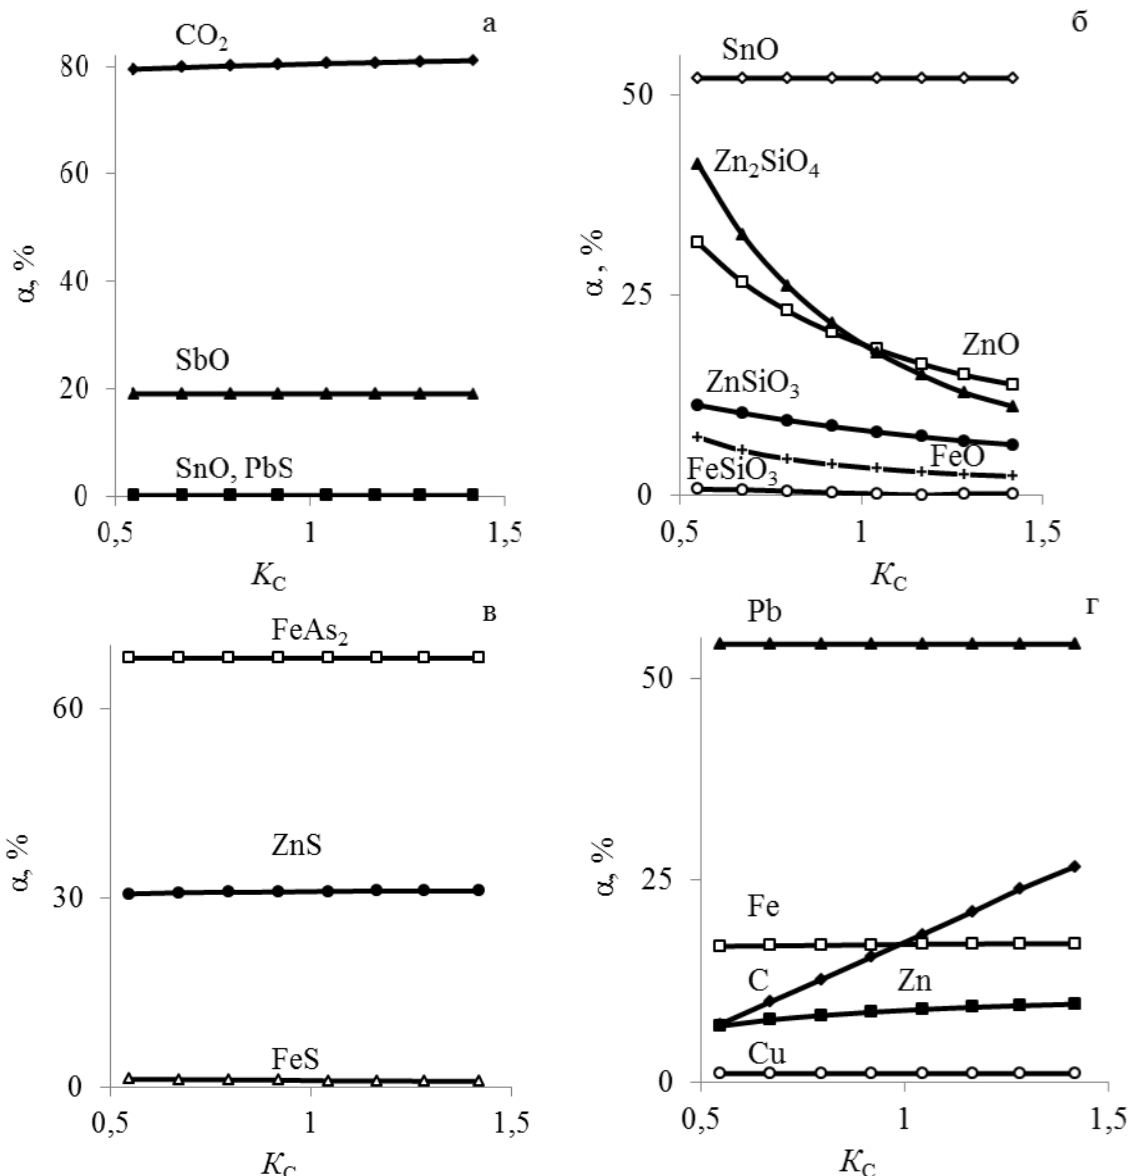 а
CO2
80
60
α, %
40
SbO
20
SnO, PbS
0
0,5
1
1,5
KC
б
SnO
50
Zn2SiO4
α, %
25
ZnO
ZnSiO3
FeO
FeSiO3
0
0,5
1
1,5
KC
в
FeAs2
60
ZnS
α, %
30
FeS
0
0,5
1
1,5
KC
г
Pb
50
α, %
25
Fe
C
Zn
Cu
0
0,5
1
1,5
KC